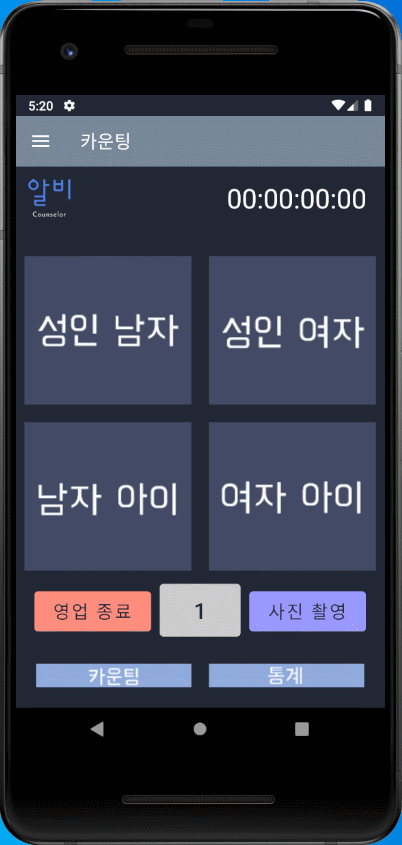 5:20
카운팅
알비
Counselor
00:00:00:00
성인 남자
성인 여자
남자 아이
여자 아이
영업 종료
1
사진 촬영
카운팅
통계